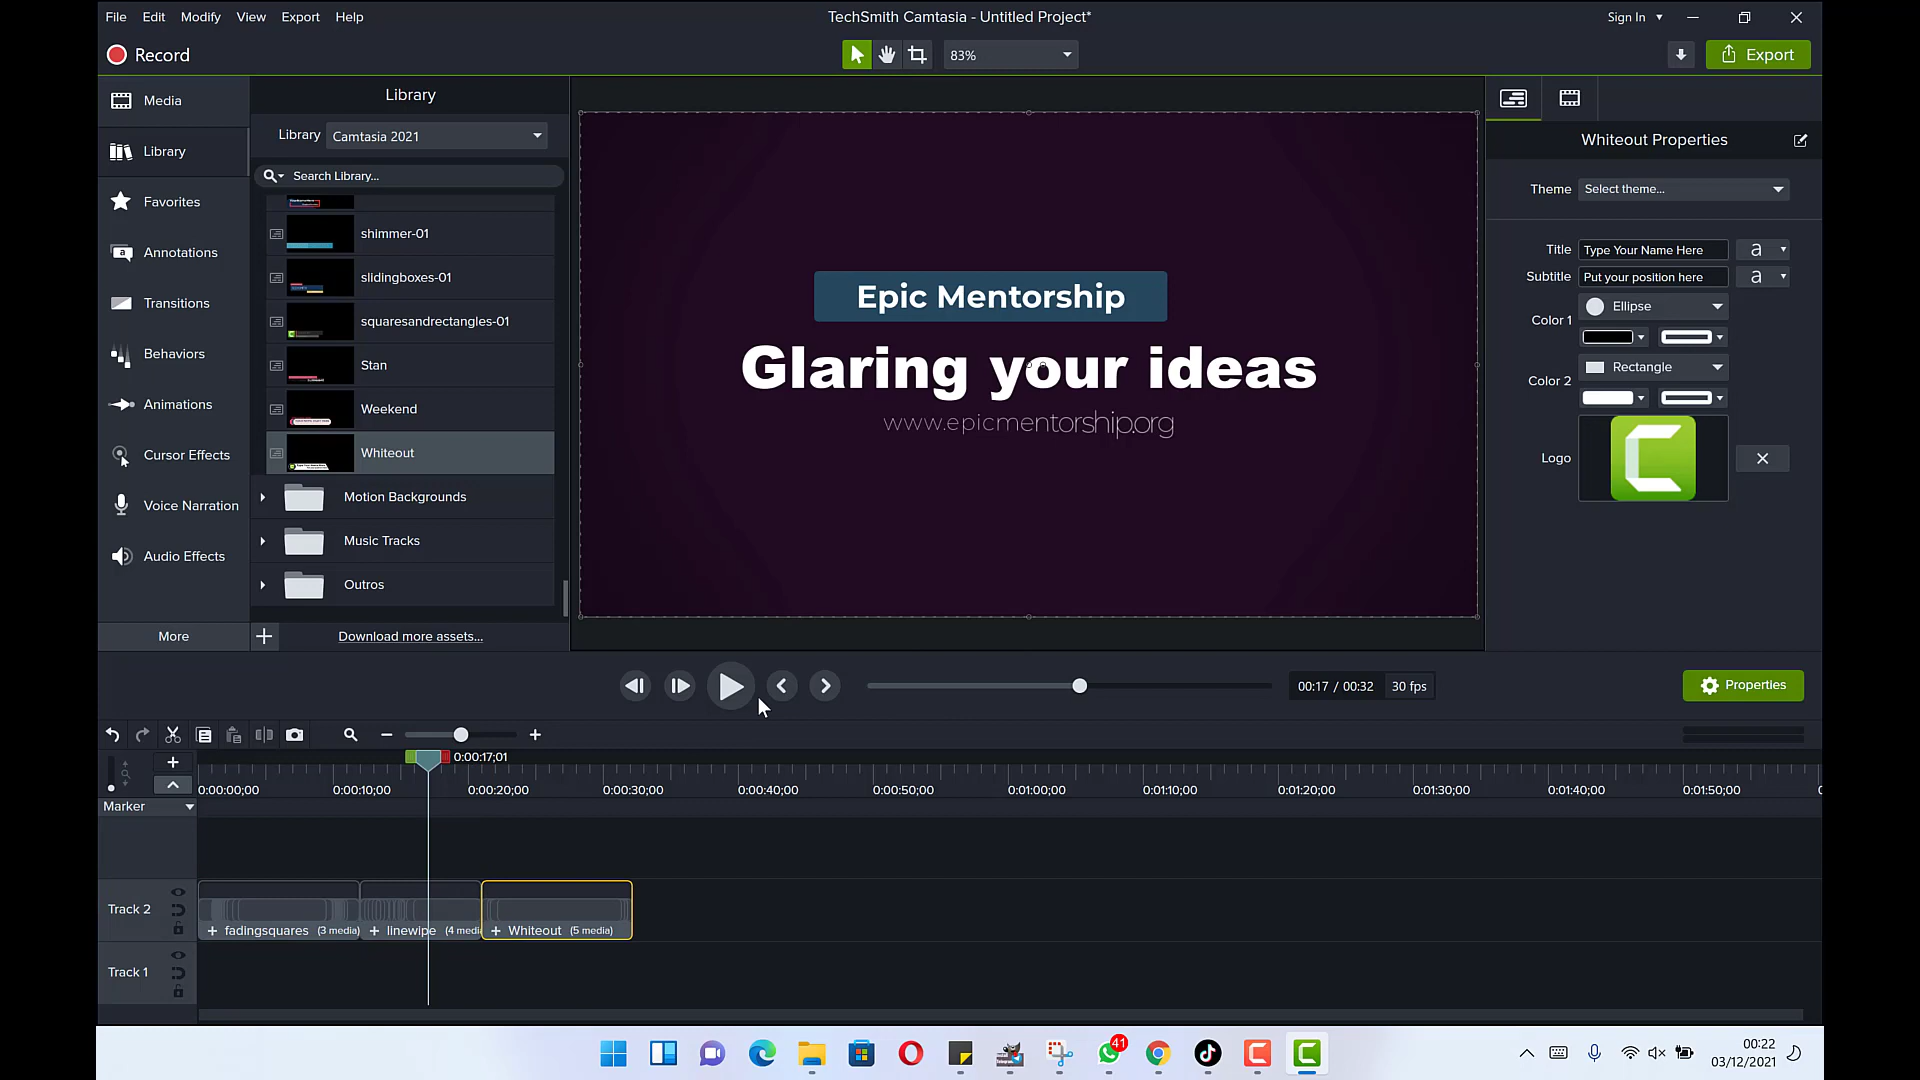 File Edit Modify View Export Help
TechSmith Camtasia - Untitled Project*
Sign In
Record
83%
Export
Media
Library
Favorites
Annotations
Transitions
Behaviors
Animations
Cursor Effects
Voice Narration
Audio Effects
More
Library
Library Camtasia 2021
Search Library...
shimmer-01
slidingboxes-01
squaresandrectangles-01
Stan
Weekend
Whiteout
Motion Backgrounds
Music Tracks
Outros
Download more assets...
Epic Mentorship
Glaring your ideas
www.epicmentorship.org
Whiteout Properties
Theme Select theme...
Title Type Your Name Here a
Subtitle Put your position here a
Color 1 Ellipse
Color 2 Rectangle
Logo
00:17 / 00:32 30 fps
Properties
0:00:17;01
0:00:00;00 0:00:10;00 0:00:20;00 0:00:30;00 0:00:40;00 0:00:50;00 0:01:00;00 0:01:10;00 0:01:20;00 0:01:30;00 0:01:40;00 0:01:50;00
Marker
Track 2
+ fadingsquares (3 media) + linewipe (4 medi + Whiteout (5 media)
Track 1
41
00:22
03/12/2021